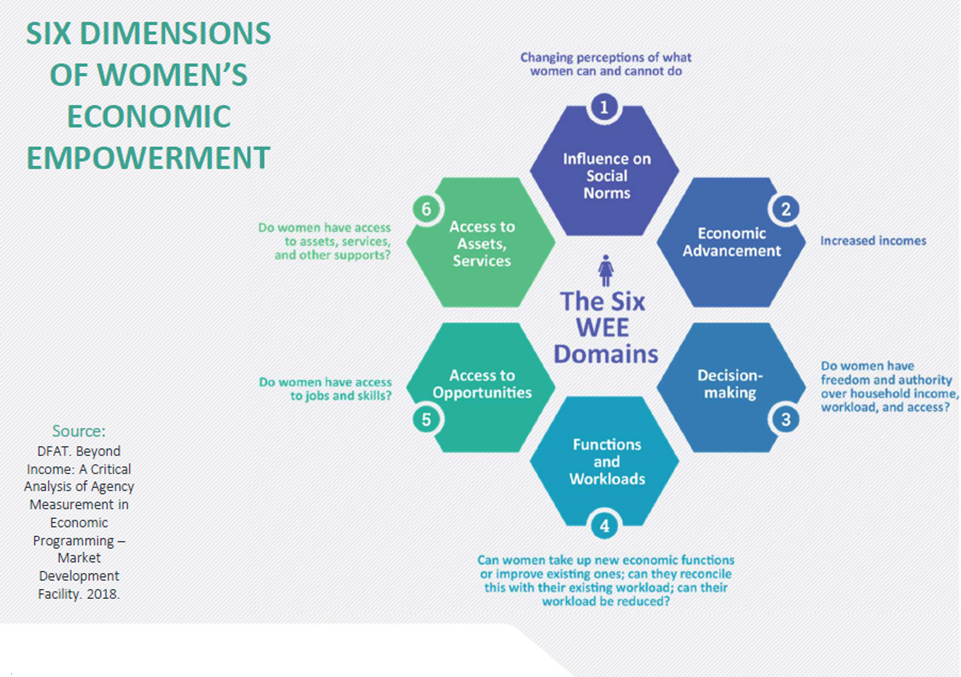 SIX DIMENSIONS
OF WOMEN'S
ECONOMIC
EMPOWERMENT
Changing perceptions of what
women can and cannot do
1
Influence on
Social
Norms
2
Economic
Advancement
Increased incomes
3
Decision-
making
Do women have
freedom and authority
over household income,
workload, and access?
4
Functions
and
Workloads
Can women take up new economic functions
or improve existing ones; can they reconcile
this with their existing workload; can their
workload be reduced?
5
Access to
Opportunities
Do women have access
to jobs and skills?
6
Access to
Assets,
Services
Do women have access
to assets, services,
and other supports?
The Six
WEE
Domains
Source:
DFAT. Beyond
Income: A Critical
Analysis of Agency
Measurement in
Economic
Programming –
Market
Development
Facility. 2018.